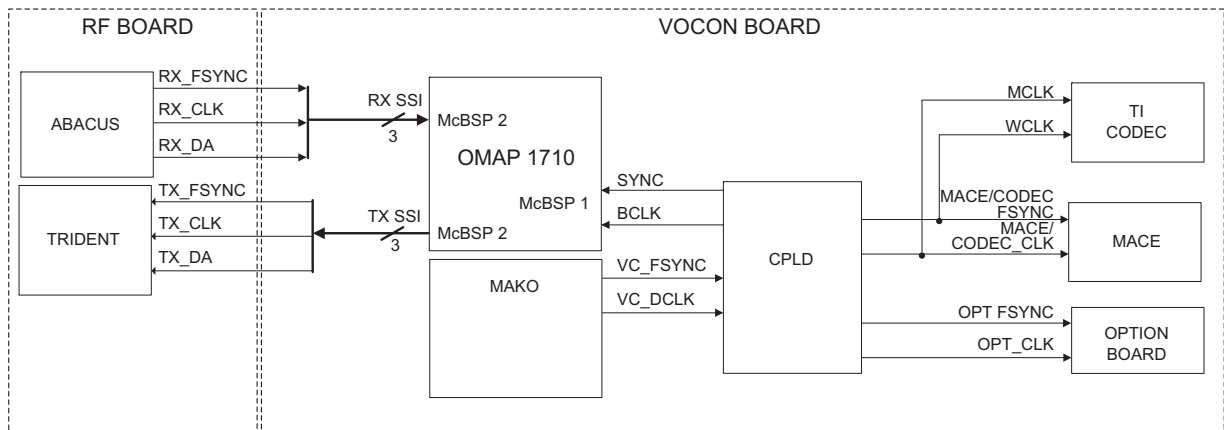 RF BOARD
VOCON BOARD
ABACUS
RX_FSYNC
RX_CLK
RX_DA
RX SSI
3
McBSP 2
OMAP 1710
McBSP 1
McBSP 2
TRIDENT
TX_FSYNC
TX_CLK
TX_DA
TX SSI
3
SYNC
BCLK
MAKO
VC_FSYNC
VC_DCLK
CPLD
MCLK
WCLK
TI
CODEC
MACE/CODEC
FSYNC
MACE/
CODEC_CLK
MACE
OPT FSYNC
OPT_CLK
OPTION
BOARD